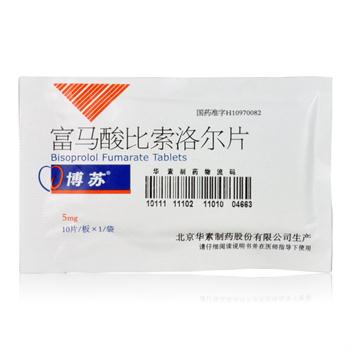 国药准字H10970082
富马酸比索洛尔片
Bisoprolol Fumarate Tablets
博苏®
华素制药物流码
10111 11102 11010 04663
5mg
10片/板×1/袋
北京华素制药股份有限公司生产
请仔细阅读说明书并在医师指导下使用